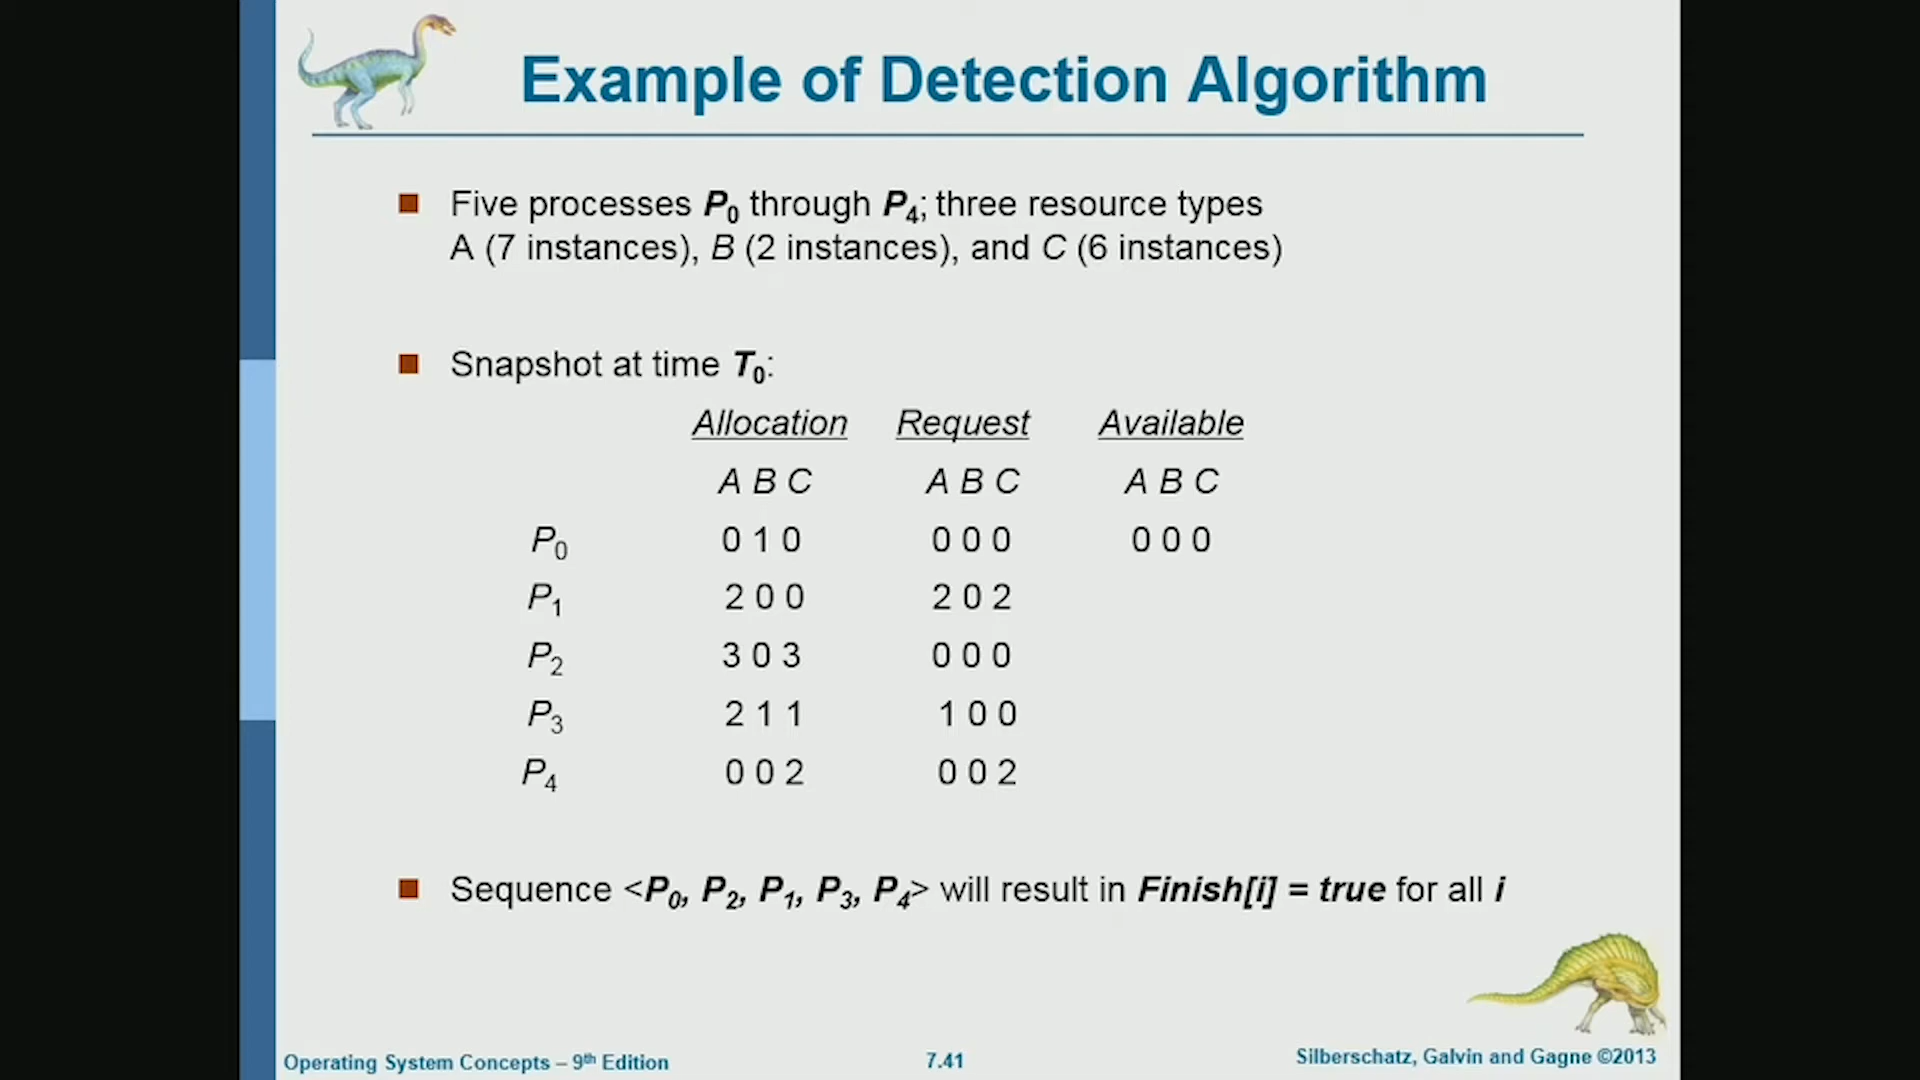 Example of Detection Algorithm
Five processes P0 through P4; three resource types
A (7 instances), B (2 instances), and C (6 instances)
Snapshot at time T0:
Allocation Request Available
A B C A B C A B C
P0 0 1 0 0 0 0 0 0 0
P1 2 0 0 2 0 2
P2 3 0 3 0 0 0
P3 2 1 1 1 0 0
P4 0 0 2 0 0 2
Sequence <P0, P2, P1, P3, P4> will result in Finish[i] = true for all i
Operating System Concepts – 9th Edition 7.41 Silberschatz, Galvin and Gagne ©2013